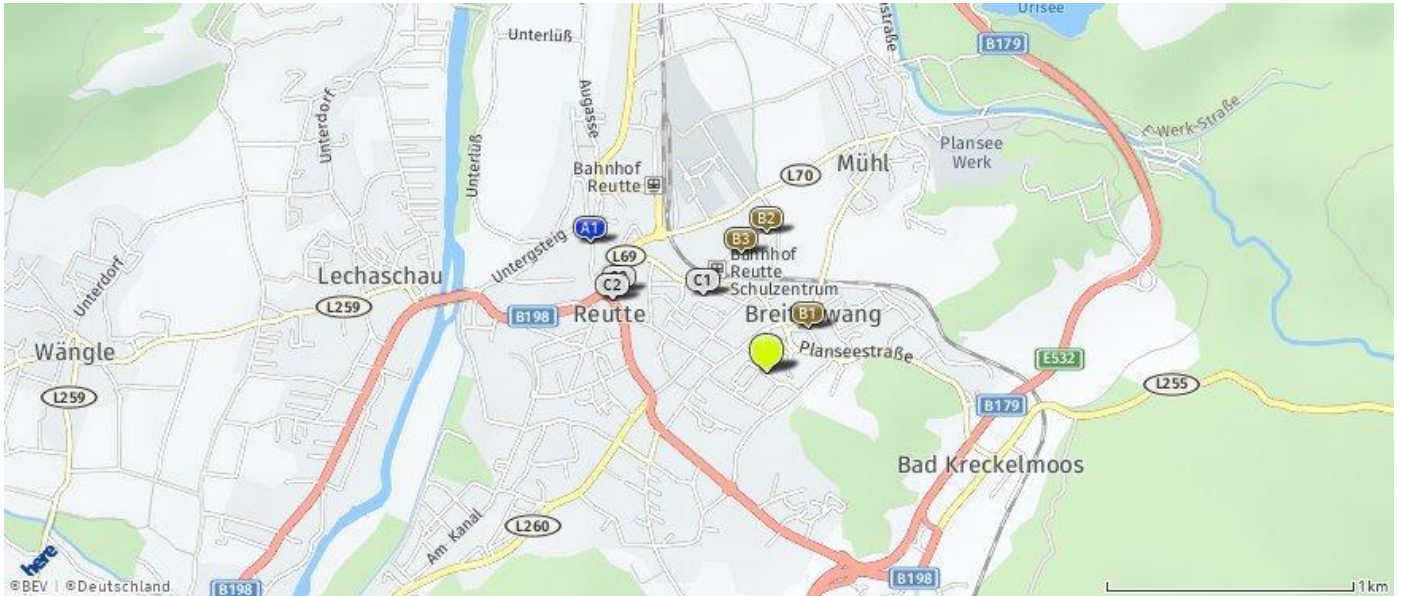 Urisee
B179
Unterlüß
Augasse
Unterdorf
Unterlüß
Werk-Straße
Plansee
Werk
Mühl
L70
Bahnhof
Reutte
B2
A1
B3
L69
Bahnhof
Reutte
Schulzentrum
Untergsteig
Unterdorf
Lechaschau
L259
C2
C1
B198
Reutte
B1
Planseestraße
Wängle
E532
L259
L255
B179
Bad Kreckelmoos
Am Kanal
L260
here
©BEV | ©Deutschland
B198
B198
1km